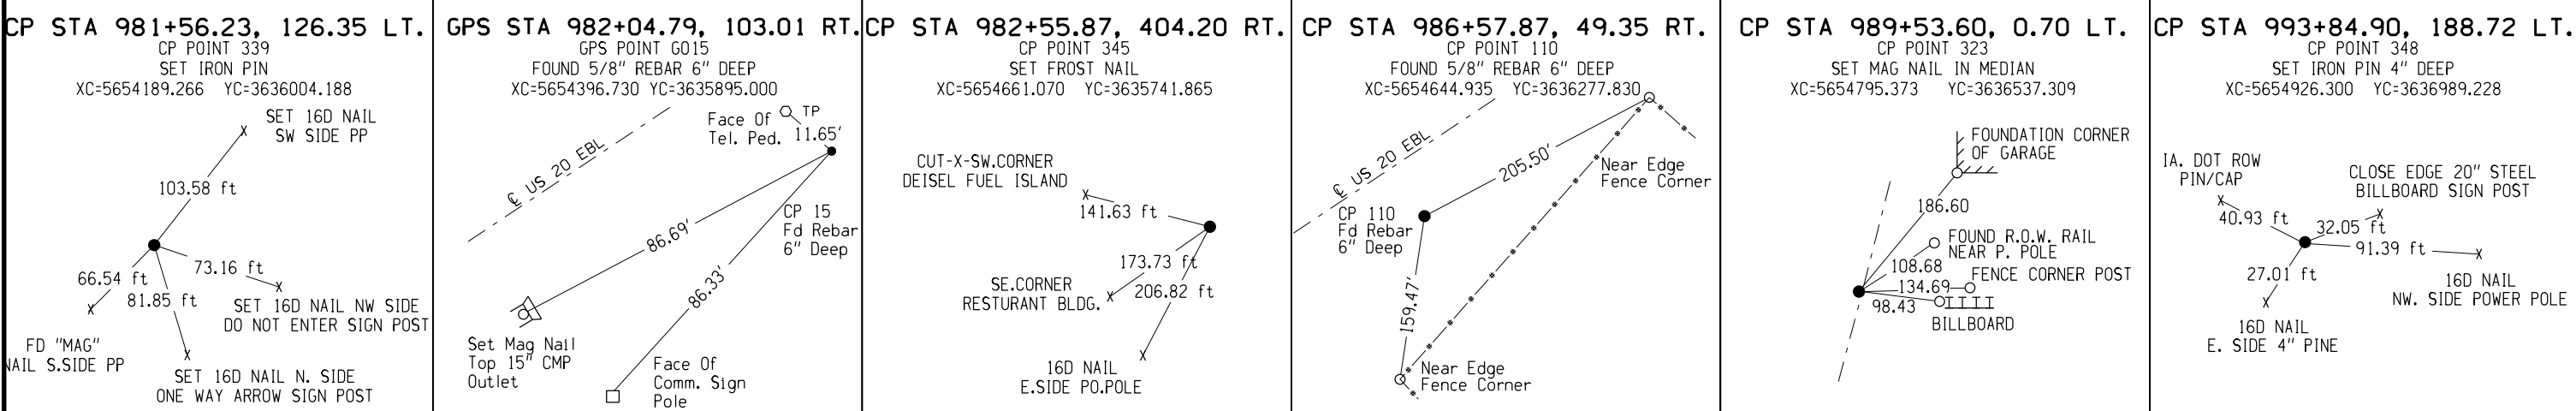 CP STA 981+56.23, 126.35 LT.
CP POINT 339
SET IRON PIN
XC=5654189.266 YC=3636004.188
SET 16D NAIL
SW SIDE PP
103.58 ft
73.16 ft
66.54 ft
81.85 ft
SET 16D NAIL NW SIDE
DO NOT ENTER SIGN POST
FD "MAG"
NAIL S.SIDE PP
SET 16D NAIL N. SIDE
ONE WAY ARROW SIGN POST
GPS STA 982+04.79, 103.01 RT.
GPS POINT GO15
FOUND 5/8" REBAR 6" DEEP
XC=5654396.730 YC=3635895.000
Face Of
Tel. Ped.
TP
11.65'
℄ US 20 EBL
CP 15
Fd Rebar
6" Deep
86.69'
86.33'
Set Mag Nail
Top 15" CMP
Outlet
Face Of
Comm. Sign
Pole
CP STA 982+55.87, 404.20 RT.
CP POINT 345
SET FROST NAIL
XC=5654661.070 YC=3635741.865
CUT-X-SW.CORNER
DEISEL FUEL ISLAND
141.63 ft
173.73 ft
SE.CORNER
RESTURANT BLDG.
206.82 ft
16D NAIL
E.SIDE PO.POLE
CP STA 986+57.87, 49.35 RT.
CP POINT 110
FOUND 5/8" REBAR 6" DEEP
XC=5654644.935 YC=3636277.830
℄ US 20 EBL
205.50'
Near Edge
Fence Corner
CP 110
Fd Rebar
6" Deep
159.47'
Near Edge
Fence Corner
CP STA 989+53.60, 0.70 LT.
CP POINT 323
SET MAG NAIL IN MEDIAN
XC=5654795.373 YC=3636537.309
FOUNDATION CORNER
OF GARAGE
186.60
FOUND R.O.W. RAIL
NEAR P. POLE
108.68
FENCE CORNER POST
134.69
98.43
BILLBOARD
CP STA 993+84.90, 188.72 LT.
CP POINT 348
SET IRON PIN 4" DEEP
XC=5654926.300 YC=3636989.228
IA. DOT ROW
PIN/CAP
CLOSE EDGE 20" STEEL
BILLBOARD SIGN POST
40.93 ft
32.05 ft
91.39 ft
27.01 ft
16D NAIL
NW. SIDE POWER POLE
16D NAIL
E. SIDE 4" PINE